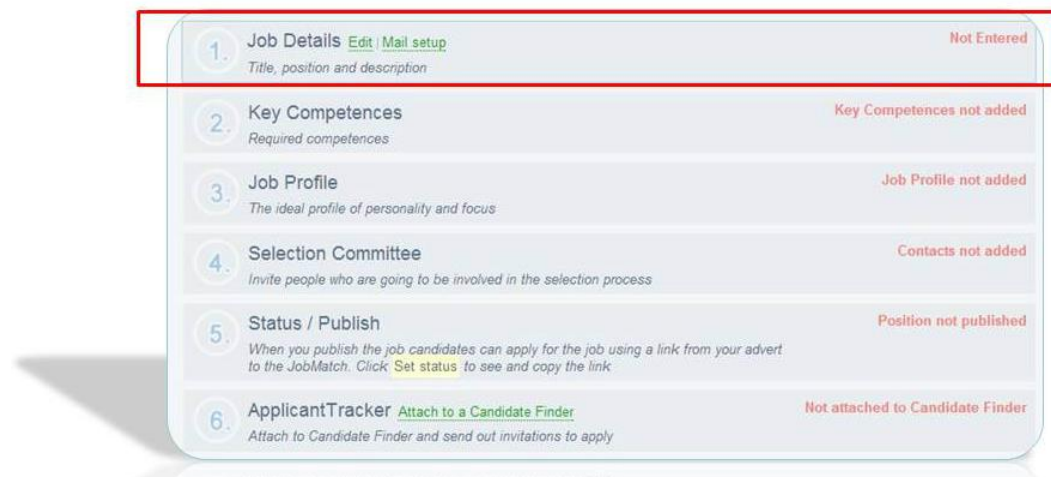 1. Job Details Edit | Mail setup Not Entered
Title, position and description
2. Key Competences Key Competences not added
Required competences
3. Job Profile Job Profile not added
The ideal profile of personality and focus
4. Selection Committee Contacts not added
Invite people who are going to be involved in the selection process
5. Status / Publish Position not published
When you publish the job candidates can apply for the job using a link from your advert
to the JobMatch. Click Set status to see and copy the link
6. ApplicantTracker Attach to a Candidate Finder Not attached to Candidate Finder
Attach to Candidate Finder and send out invitations to apply